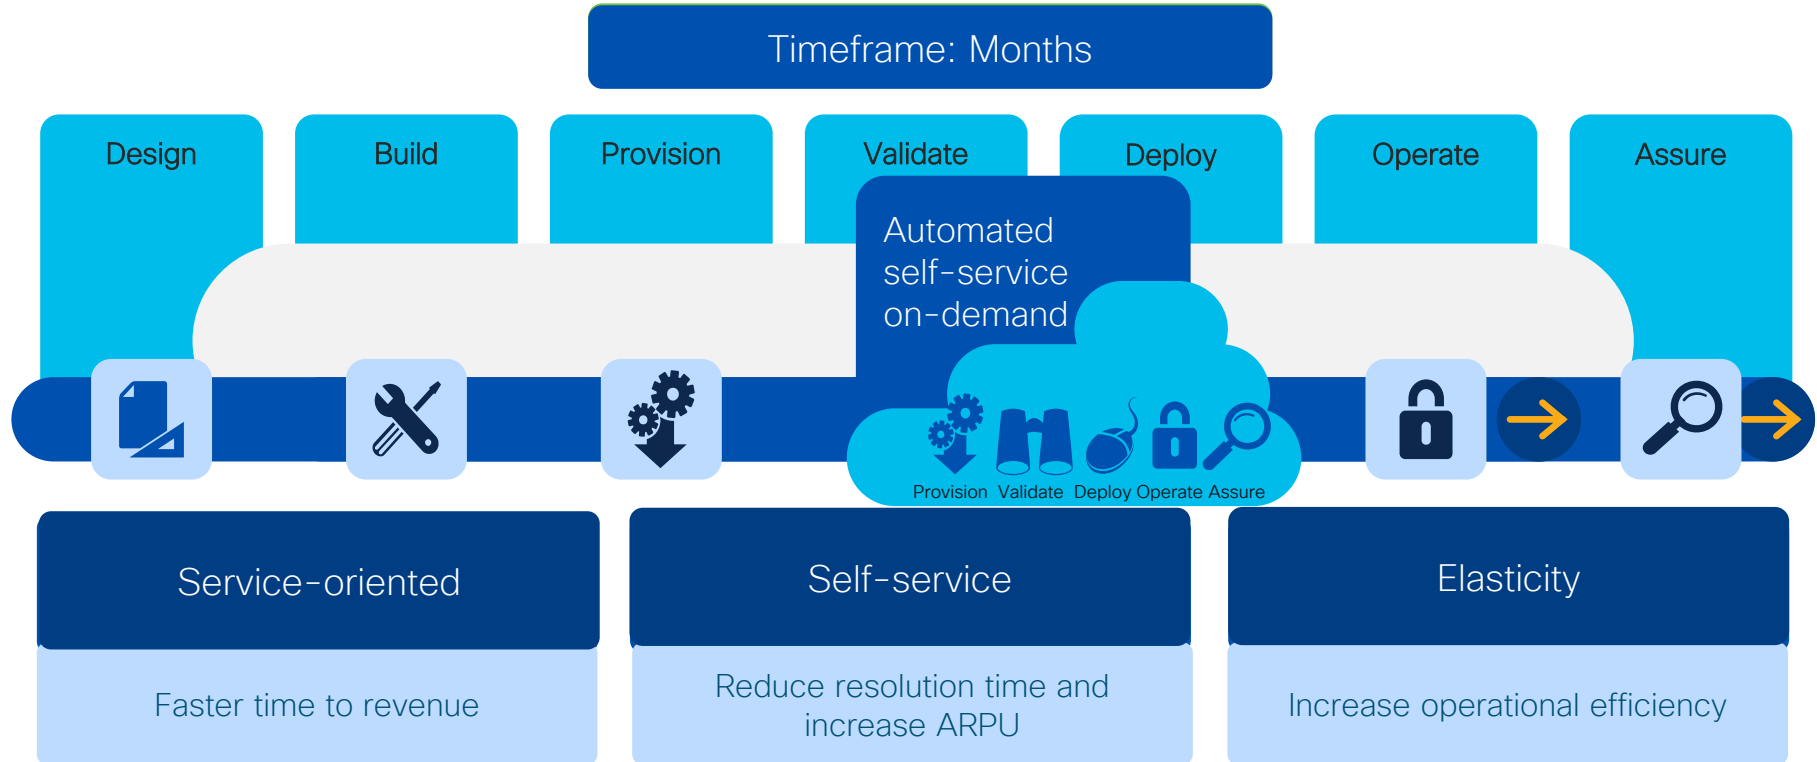 Timeframe: Months
Design
Build
Provision
Validate
Deploy
Operate
Assure
Automated
self-service
on-demand
Provision
Validate
Deploy
Operate
Assure
Service-oriented
Self-service
Elasticity
Faster time to revenue
Reduce resolution time and
increase ARPU
Increase operational efficiency